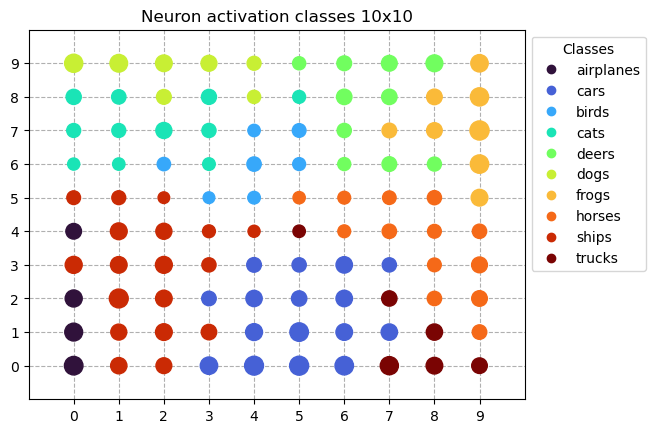 Neuron activation classes 10x10
9
8
7
6
5
4
3
2
1
0
0 1 2 3 4 5 6 7 8 9
Classes
airplanes
cars
birds
cats
deers
dogs
frogs
horses
ships
trucks